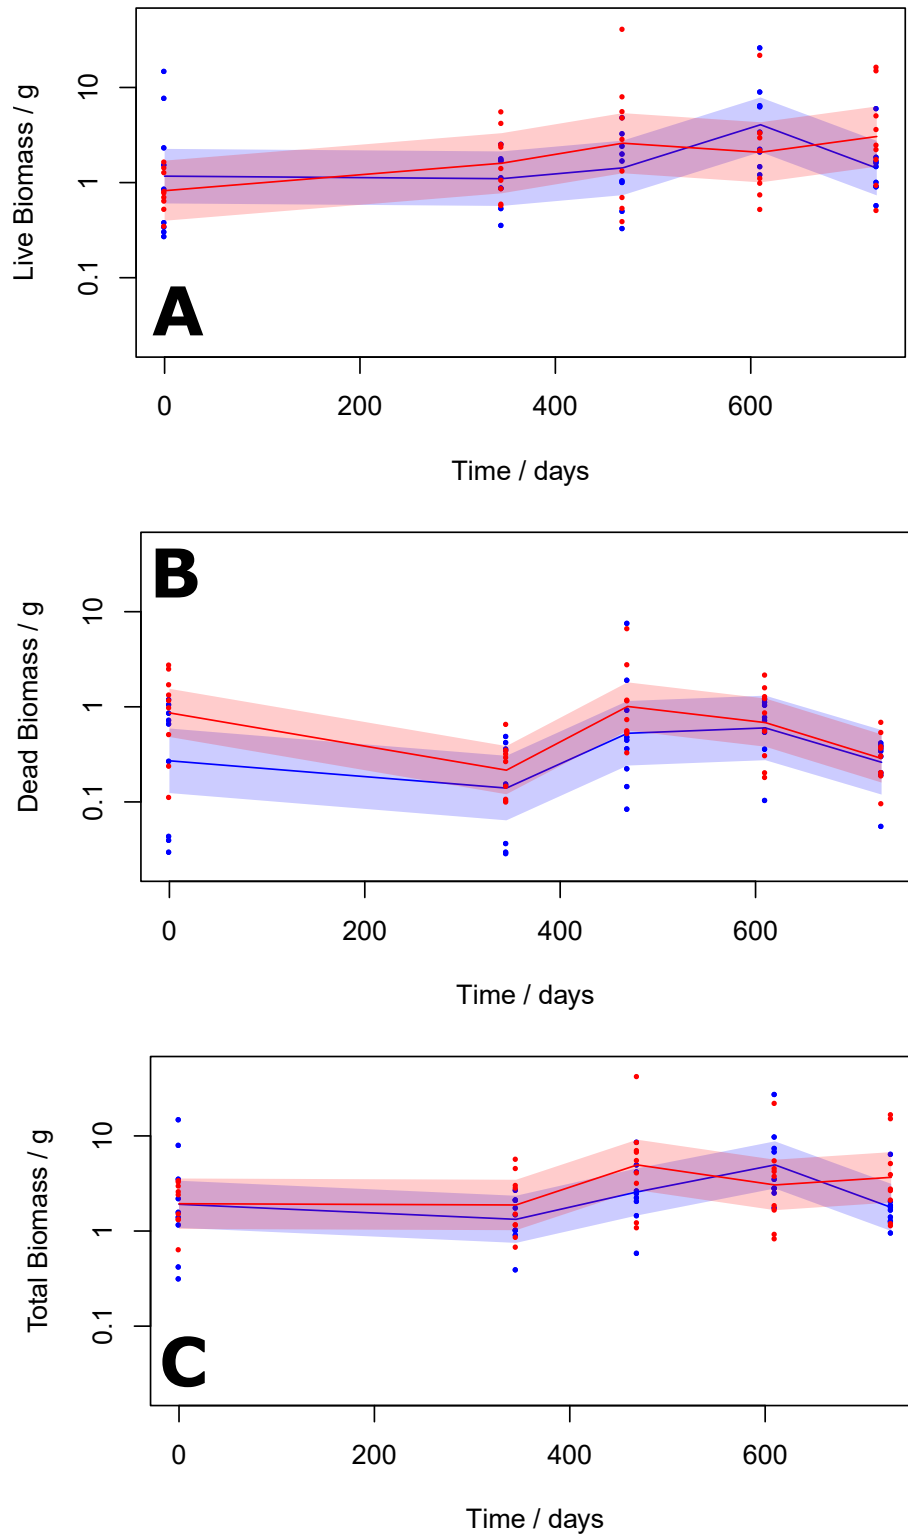 10
1
0.1
Live Biomass / g
A
0 200 400 600
Time / days
B
10
1
0.1
Dead Biomass / g
0 200 400 600
Time / days
10
1
0.1
Total Biomass / g
C
0 200 400 600
Time / days